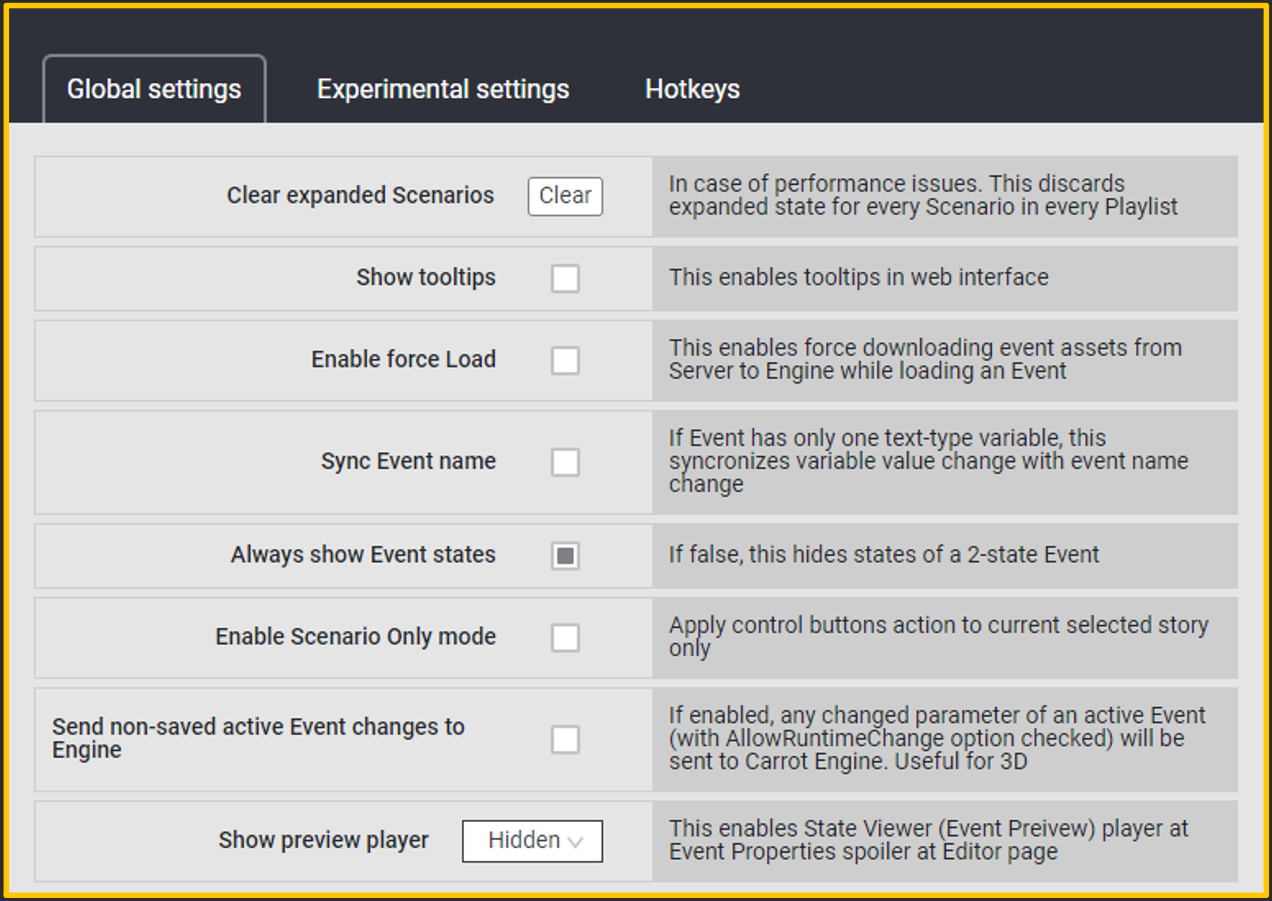 Global settings
Experimental settings
Hotkeys
Clear expanded Scenarios
Clear
In case of performance issues. This discards
expanded state for every Scenario in every Playlist
Show tooltips
This enables tooltips in web interface
Enable force Load
This enables force downloading event assets from
Server to Engine while loading an Event
Sync Event name
If Event has only one text-type variable, this
syncronizes variable value change with event name
change
Always show Event states
If false, this hides states of a 2-state Event
Enable Scenario Only mode
Apply control buttons action to current selected story
only
Send non-saved active Event changes to
Engine
If enabled, any changed parameter of an active Event
(with AllowRuntimeChange option checked) will be
sent to Carrot Engine. Useful for 3D
Show preview player
Hidden
This enables State Viewer (Event Preivew) player at
Event Properties spoiler at Editor page